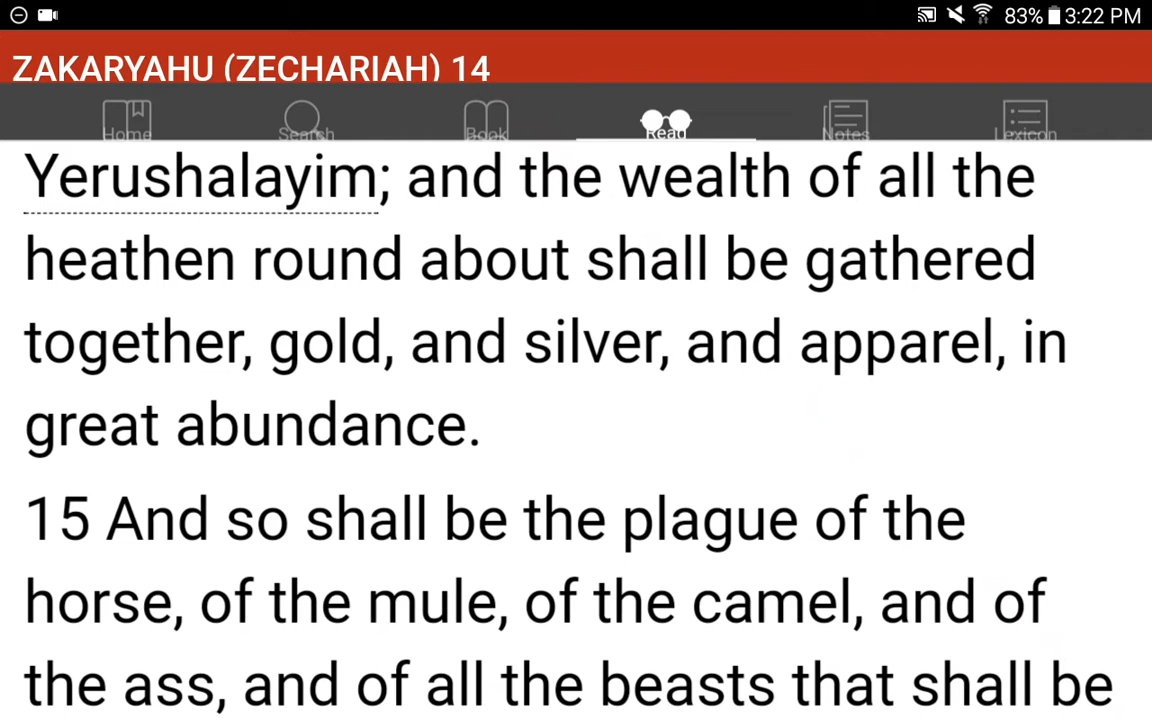 83% 3:22 PM
ZAKARYAHU (ZECHARIAH) 14
Home Search Book Read Notes Lexicon
Yerushalayim; and the wealth of all the
heathen round about shall be gathered
together, gold, and silver, and apparel, in
great abundance.
15 And so shall be the plague of the
horse, of the mule, of the camel, and of
the ass, and of all the beasts that shall be